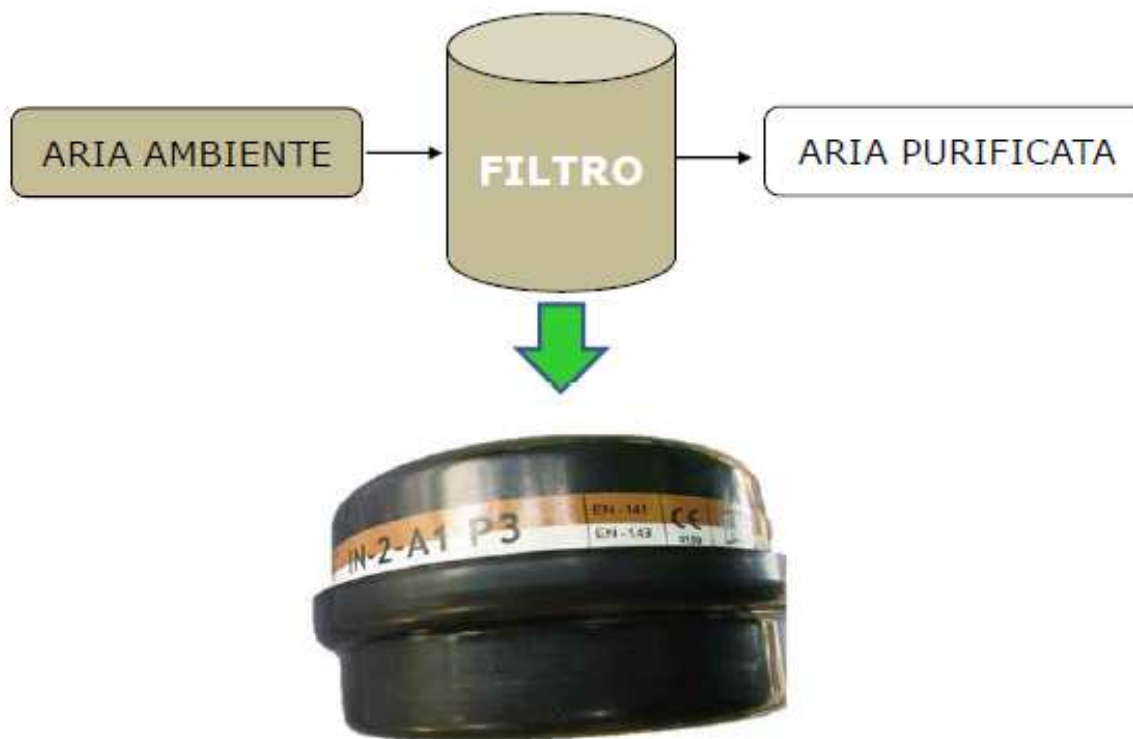 ARIA AMBIENTE
FILTRO
ARIA PURIFICATA
IN-2-A1 P3
EN-141
EN-143
CE